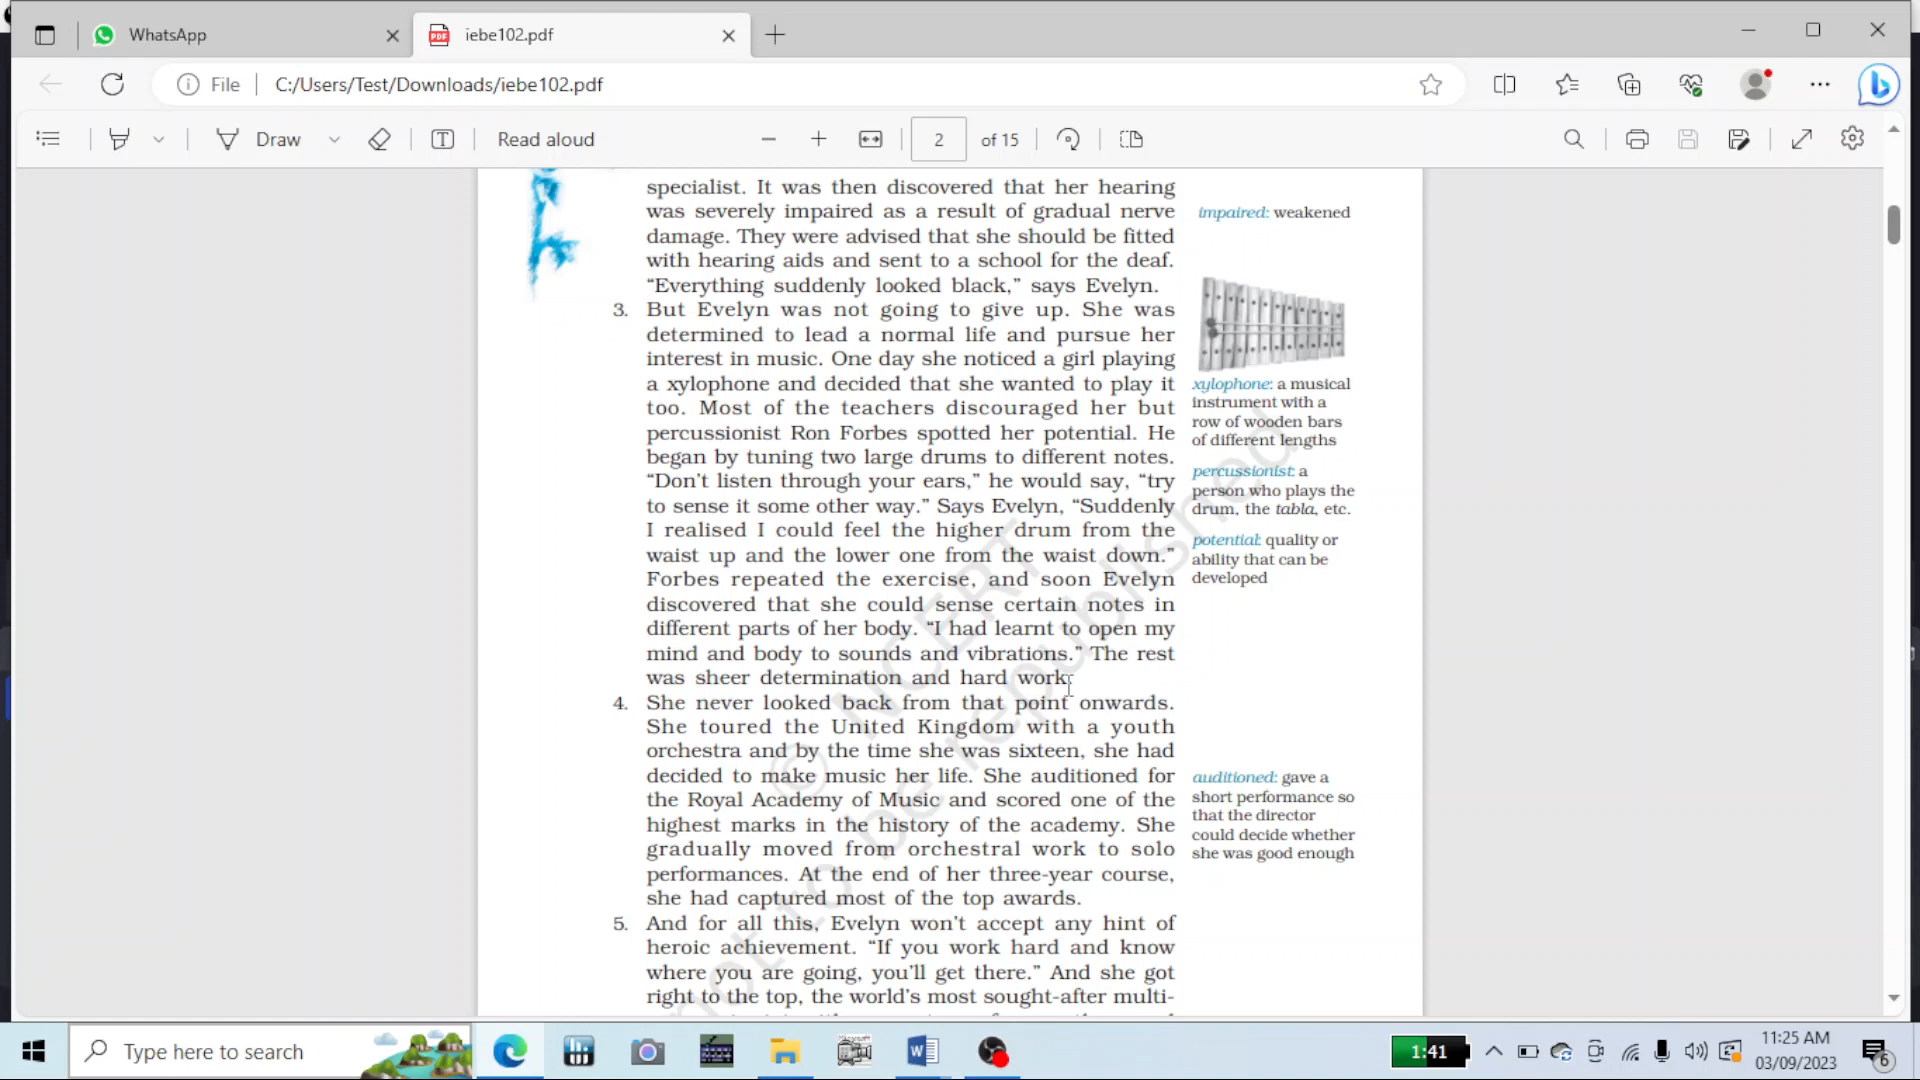 WhatsApp
iebe102.pdf
File
C:/Users/Test/Downloads/iebe102.pdf
Draw
Read aloud
2
of 15
specialist. It was then discovered that her hearing
was severely impaired as a result of gradual nerve
damage. They were advised that she should be fitted
with hearing aids and sent to a school for the deaf.
“Everything suddenly looked black,” says Evelyn.
3. But Evelyn was not going to give up. She was
determined to lead a normal life and pursue her
interest in music. One day she noticed a girl playing
a xylophone and decided that she wanted to play it
too. Most of the teachers discouraged her but
percussionist Ron Forbes spotted her potential. He
began by tuning two large drums to different notes.
“Don’t listen through your ears,” he would say, “try
to sense it some other way.” Says Evelyn, “Suddenly
I realised I could feel the higher drum from the
waist up and the lower one from the waist down.”
Forbes repeated the exercise, and soon Evelyn
discovered that she could sense certain notes in
different parts of her body. “I had learnt to open my
mind and body to sounds and vibrations.” The rest
was sheer determination and hard work.
4. She never looked back from that point onwards.
She toured the United Kingdom with a youth
orchestra and by the time she was sixteen, she had
decided to make music her life. She auditioned for
the Royal Academy of Music and scored one of the
highest marks in the history of the academy. She
gradually moved from orchestral work to solo
performances. At the end of her three-year course,
she had captured most of the top awards.
5. And for all this, Evelyn won’t accept any hint of
heroic achievement. “If you work hard and know
where you are going, you’ll get there.” And she got
right to the top, the world’s most sought-after multi-
impaired: weakened
xylophone: a musical
instrument with a
row of wooden bars
of different lengths
percussionist: a
person who plays the
drum, the tabla, etc.
potential: quality or
ability that can be
developed
auditioned: gave a
short performance so
that the director
could decide whether
she was good enough
© NCERT
not to be republished
Type here to search
1:41
11:25 AM
03/09/2023
6